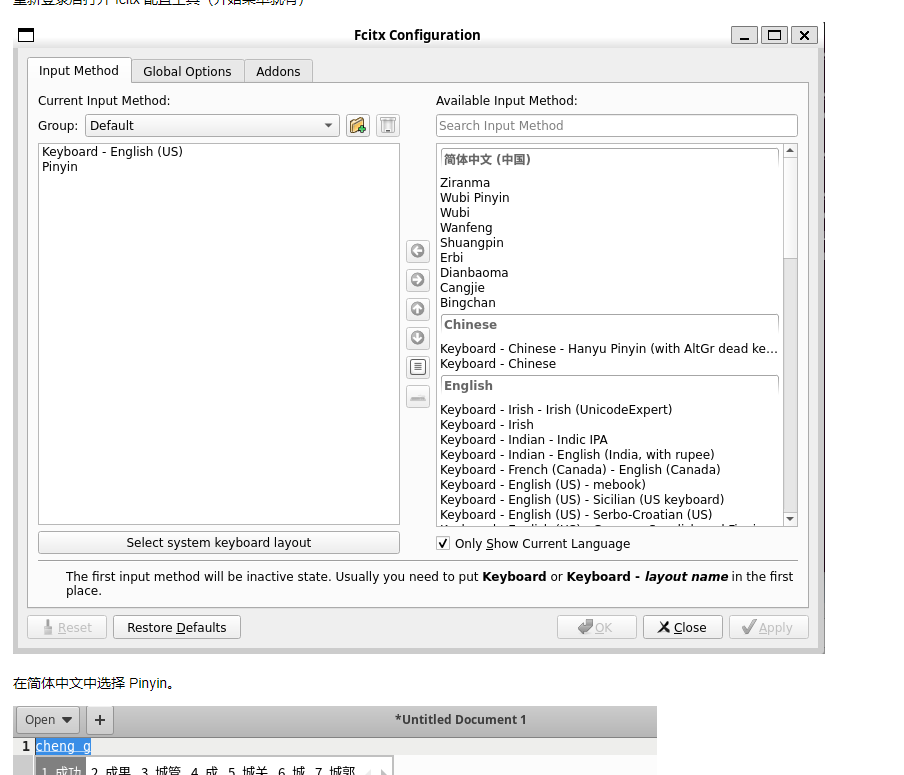 重新登录后打开 fcitx 配置工具（开始菜单就有）
Fcitx Configuration
Input Method Global Options Addons
Current Input Method:
Group: Default
Keyboard - English (US)
Pinyin
Select system keyboard layout
Available Input Method:
Search Input Method
简体中文 (中国)
Ziranma
Wubi Pinyin
Wubi
Wanfeng
Shuangpin
Erbi
Dianbaoma
Cangjie
Bingchan
Chinese
Keyboard - Chinese - Hanyu Pinyin (with AltGr dead ke...
Keyboard - Chinese
English
Keyboard - Irish - Irish (UnicodeExpert)
Keyboard - Irish
Keyboard - Indian - Indic IPA
Keyboard - Indian - English (India, with rupee)
Keyboard - French (Canada) - English (Canada)
Keyboard - English (US) - mebook)
Keyboard - English (US) - Sicilian (US keyboard)
Keyboard - English (US) - Serbo-Croatian (US)
Only Show Current Language
The first input method will be inactive state. Usually you need to put Keyboard or Keyboard - layout name in the first
place.
Reset Restore Defaults OK Close Apply
在简体中文中选择 Pinyin。
Open + *Untitled Document 1
1 cheng g
1. 成功 2. 成果 3. 城管 4. 成 5. 城关 6. 城 7. 城郭